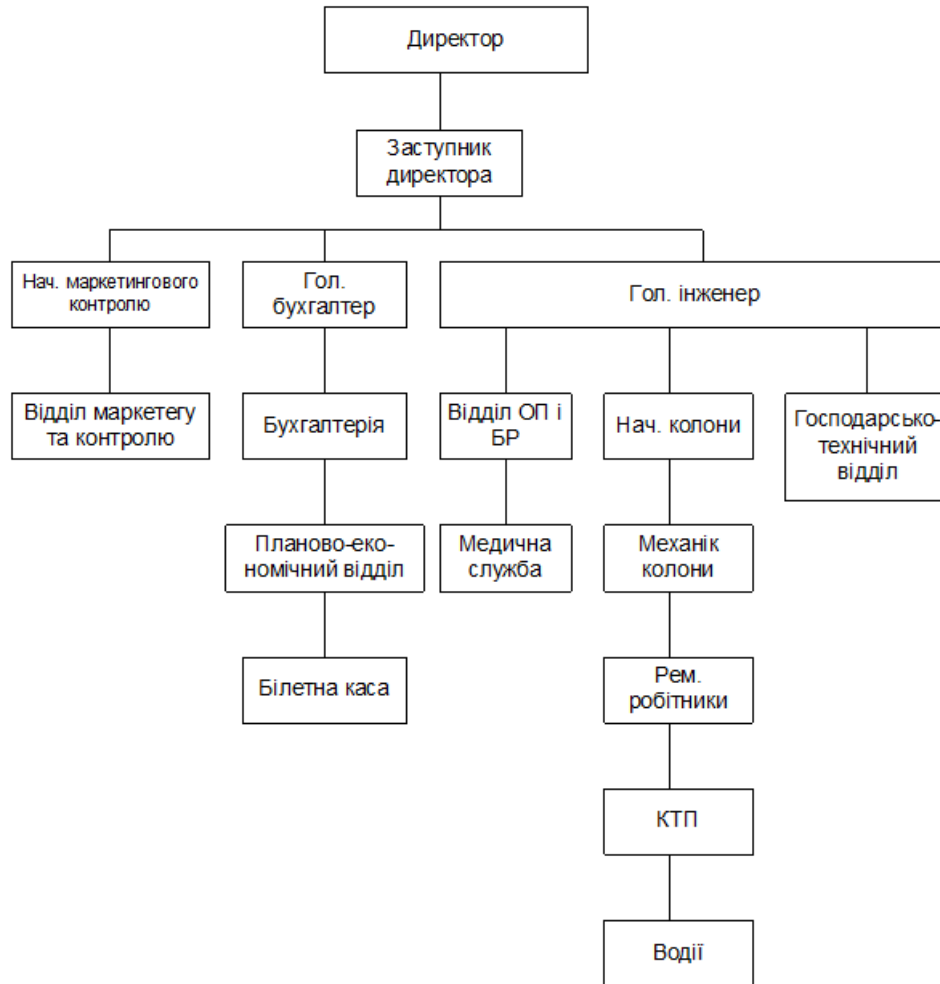 Директор
Заступник
директора
Нач. маркетингового
контролю
Гол.
бухгалтер
Гол. інженер
Відділ маркетегу
та контролю
Бухгалтерія
Відділ ОП і
БР
Нач. колони
Господарсько-
технічний
відділ
Планово-еко-
номічний відділ
Медична
служба
Механік
колони
Білетна каса
Рем.
робітники
КТП
Водії